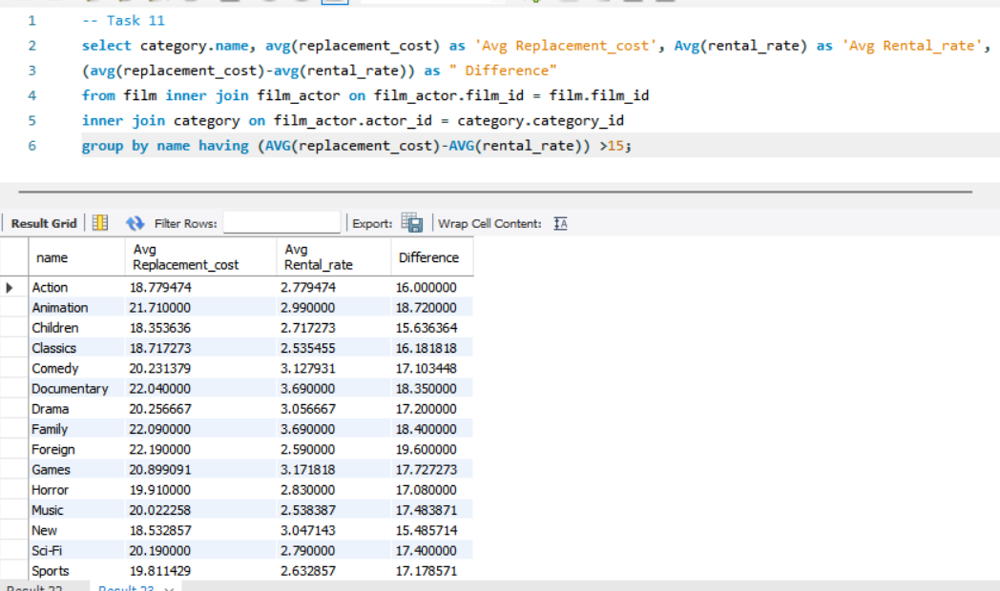 1 -- Task 11
2 select category.name, avg(replacement_cost) as 'Avg Replacement_cost', Avg(rental_rate) as 'Avg Rental_rate',
3 (avg(replacement_cost)-avg(rental_rate)) as " Difference"
4 from film inner join film_actor on film_actor.film_id = film.film_id
5 inner join category on film_actor.actor_id = category.category_id
6 group by name having (AVG(replacement_cost)-AVG(rental_rate)) >15;
Result Grid Filter Rows: Export: Wrap Cell Content: IA
name Avg Replacement_cost Avg Rental_rate Difference
Action 18.779474 2.779474 16.000000
Animation 21.710000 2.990000 18.720000
Children 18.353636 2.717273 15.636364
Classics 18.717273 2.535455 16.181818
Comedy 20.231379 3.127931 17.103448
Documentary 22.040000 3.690000 18.350000
Drama 20.256667 3.056667 17.200000
Family 22.090000 3.690000 18.400000
Foreign 22.190000 2.590000 19.600000
Games 20.899091 3.171818 17.727273
Horror 19.910000 2.830000 17.080000
Music 20.022258 2.538387 17.483871
New 18.532857 3.047143 15.485714
Sci-Fi 20.190000 2.790000 17.400000
Sports 19.811429 2.632857 17.178571
Result 22 Result 23